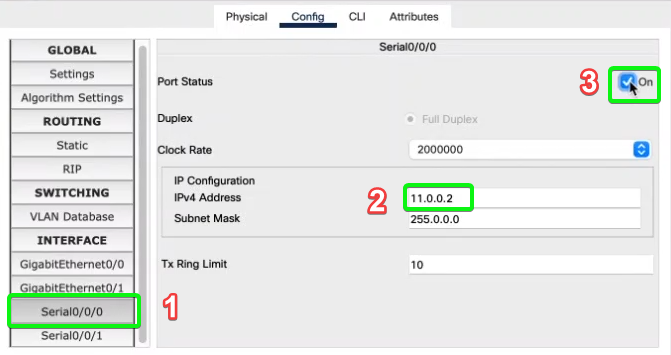 Physical Config CLI Attributes
GLOBAL
Settings
Algorithm Settings
ROUTING
Static
RIP
SWITCHING
VLAN Database
INTERFACE
GigabitEthernet0/0
GigabitEthernet0/1
Serial0/0/0
Serial0/0/1
1
Serial0/0/0
Port Status
3
On
Duplex
Full Duplex
Clock Rate
2000000
IP Configuration
IPv4 Address
2
11.0.0.2
Subnet Mask
255.0.0.0
Tx Ring Limit
10